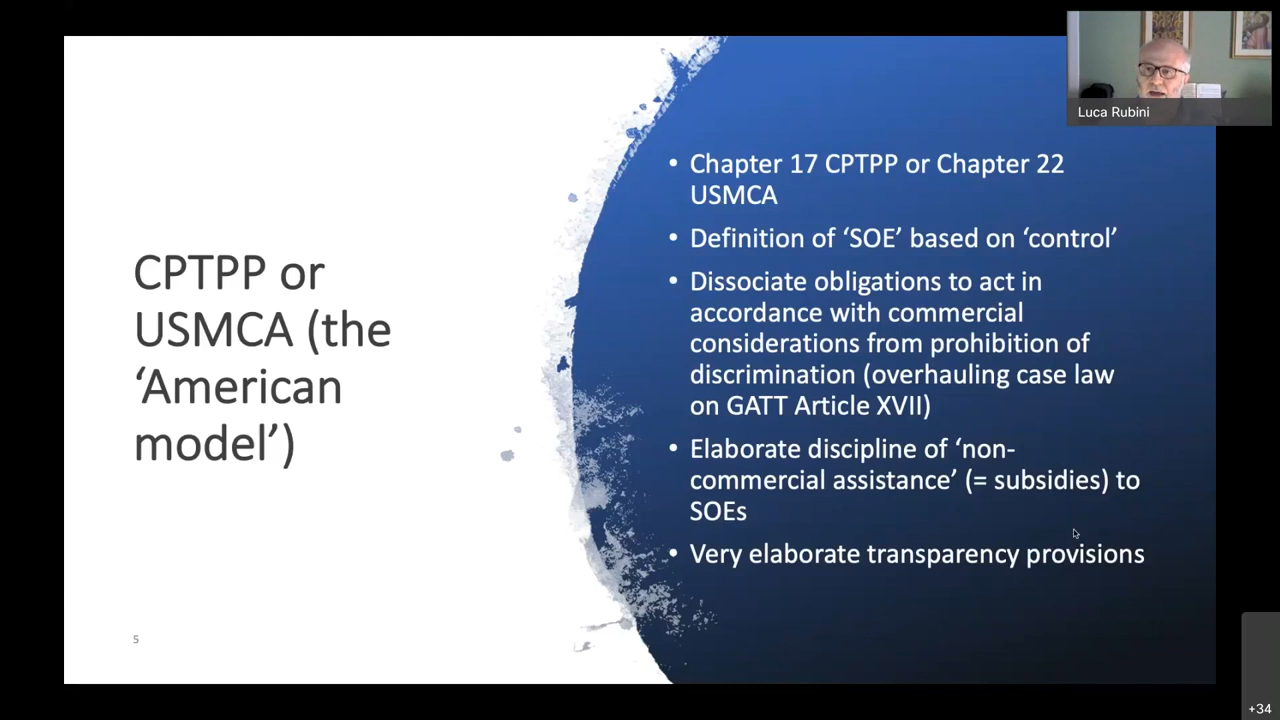 Luca Rubini
CPTPP or
USMCA (the
‘American
model’)
• Chapter 17 CPTPP or Chapter 22
USMCA
• Definition of ‘SOE’ based on ‘control’
• Dissociate obligations to act in
accordance with commercial
considerations from prohibition of
discrimination (overhauling case law
on GATT Article XVII)
• Elaborate discipline of ‘non-
commercial assistance’ (= subsidies) to
SOEs
• Very elaborate transparency provisions
5
+34